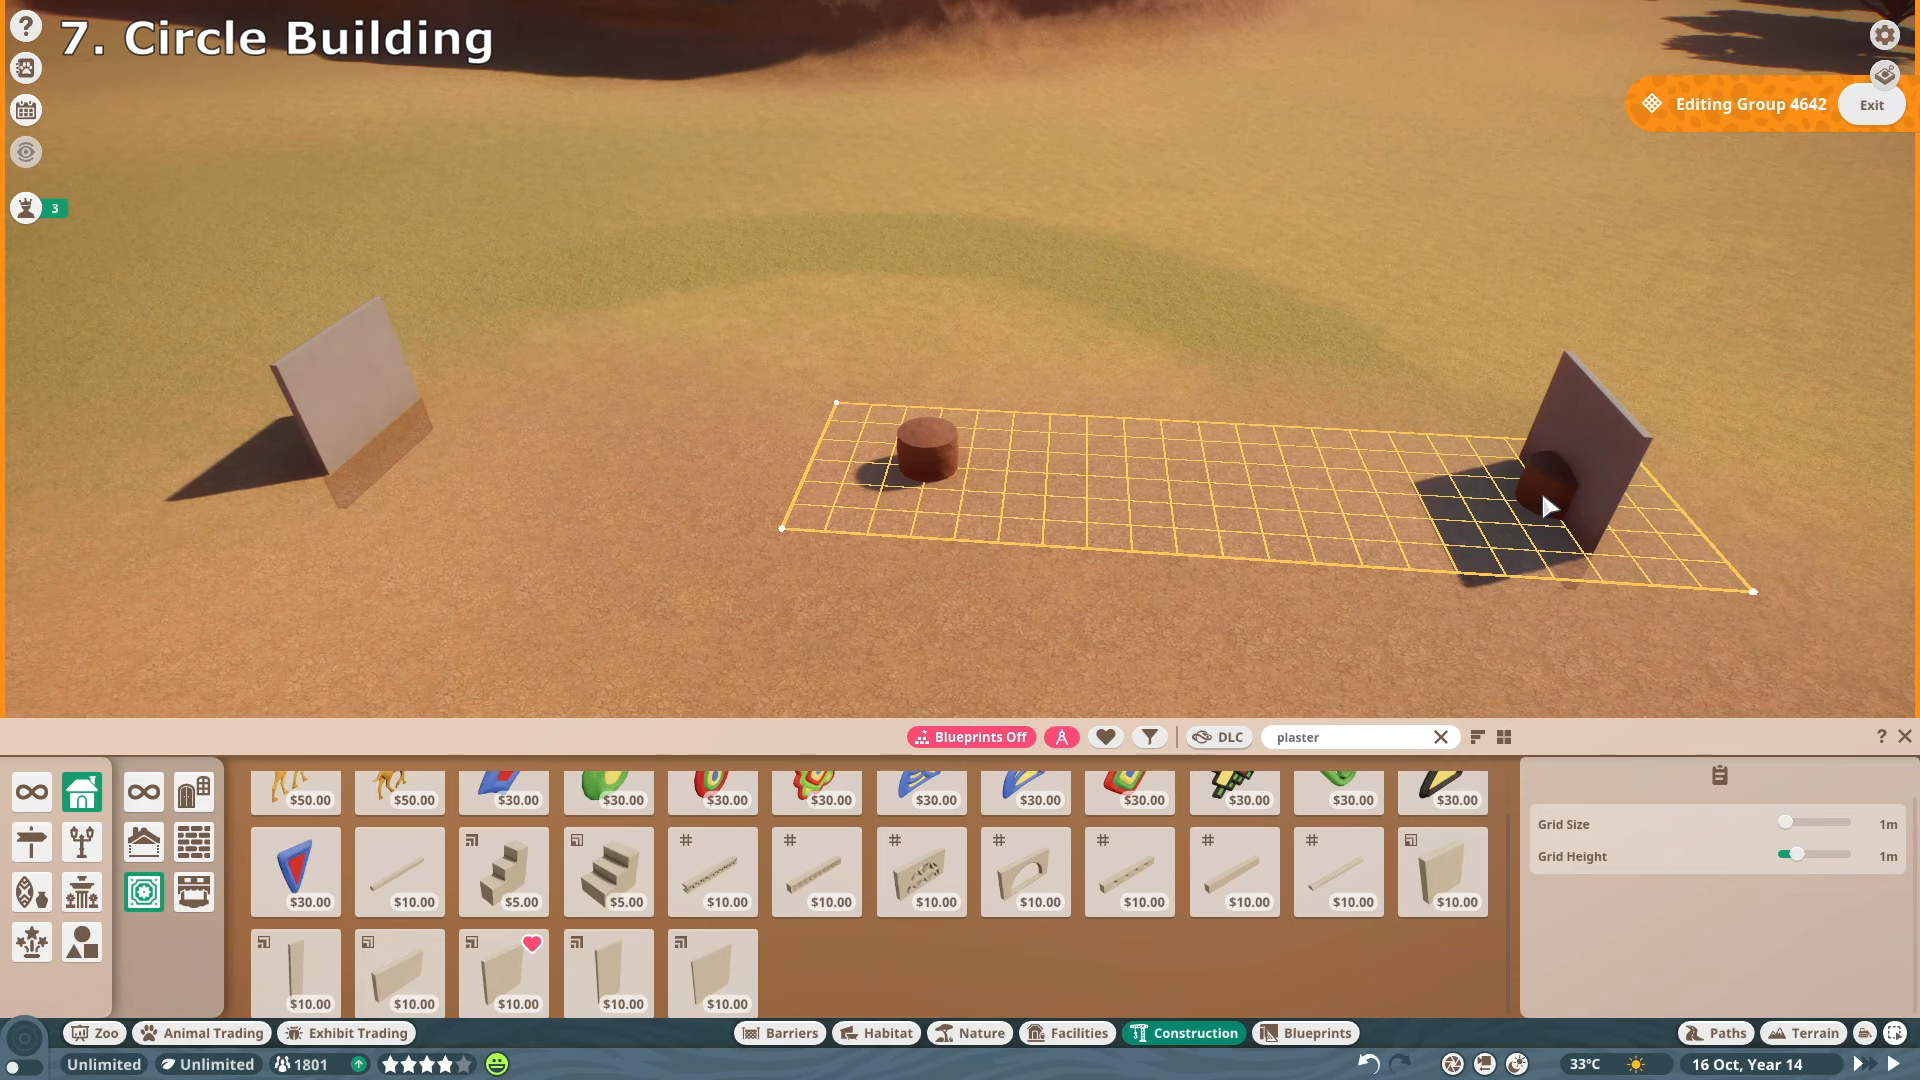 7. Circle Building
Editing Group 4642
Exit
3
Blueprints Off
DLC
plaster
?
$50.00
$50.00
$30.00
$30.00
$30.00
$30.00
$30.00
$30.00
$30.00
$30.00
$30.00
$30.00
$30.00
$10.00
$5.00
$5.00
$10.00
$10.00
$10.00
$10.00
$10.00
$10.00
$10.00
$10.00
$10.00
$10.00
$10.00
$10.00
$10.00
Grid Size
1m
Grid Height
1m
Zoo
Animal Trading
Exhibit Trading
Barriers
Habitat
Nature
Facilities
Construction
Blueprints
Paths
Terrain
Unlimited
Unlimited
1801
33°C
16 Oct, Year 14